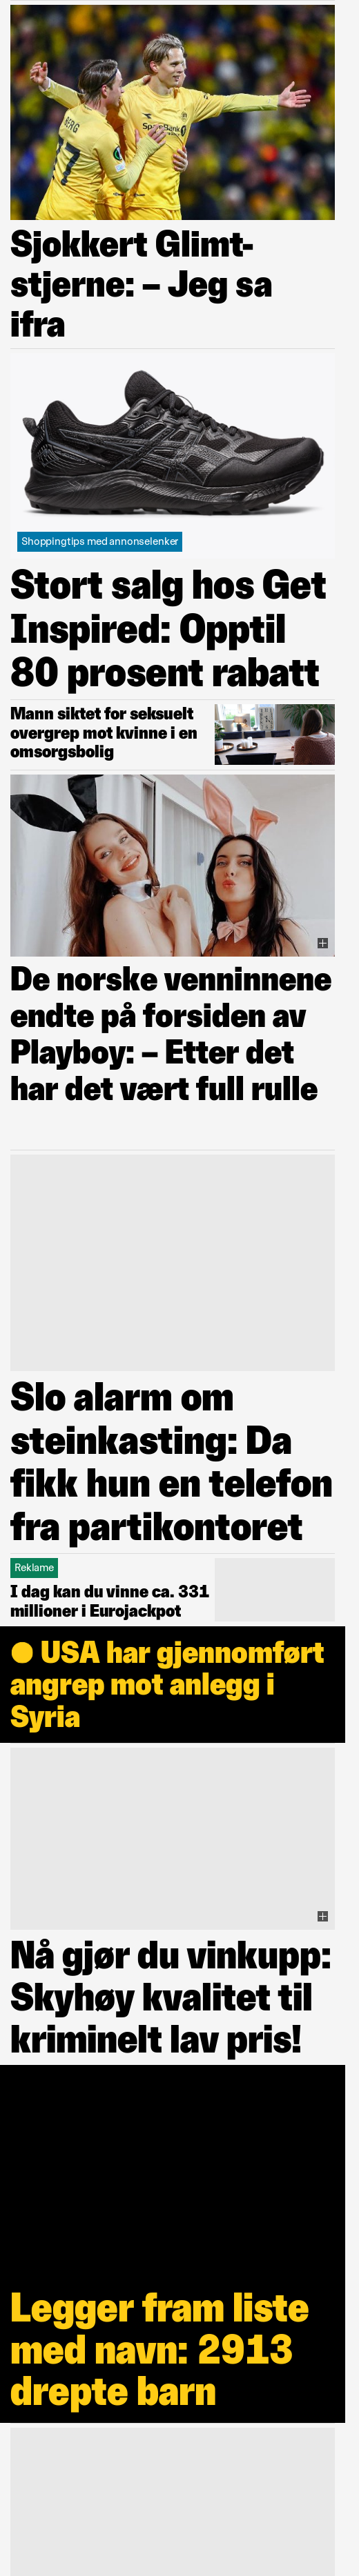 BERG
17
SpareBank
Sjokkert Glimt-
stjerne: – Jeg sa
ifra
Shoppingtips med annonselenker
Stort salg hos Get
Inspired: Opptil
80 prosent rabatt
Mann siktet for seksuelt
overgrep mot kvinne i en
omsorgsbolig
De norske venninnene
endte på forsiden av
Playboy: – Etter det
har det vært full rulle
Slo alarm om
steinkasting: Da
fikk hun en telefon
fra partikontoret
Reklame
I dag kan du vinne ca. 331
millioner i Eurojackpot
USA har gjennomført
angrep mot anlegg i
Syria
Nå gjør du vinkupp:
Skyhøy kvalitet til
kriminelt lav pris!
Legger fram liste
med navn: 2913
drepte barn